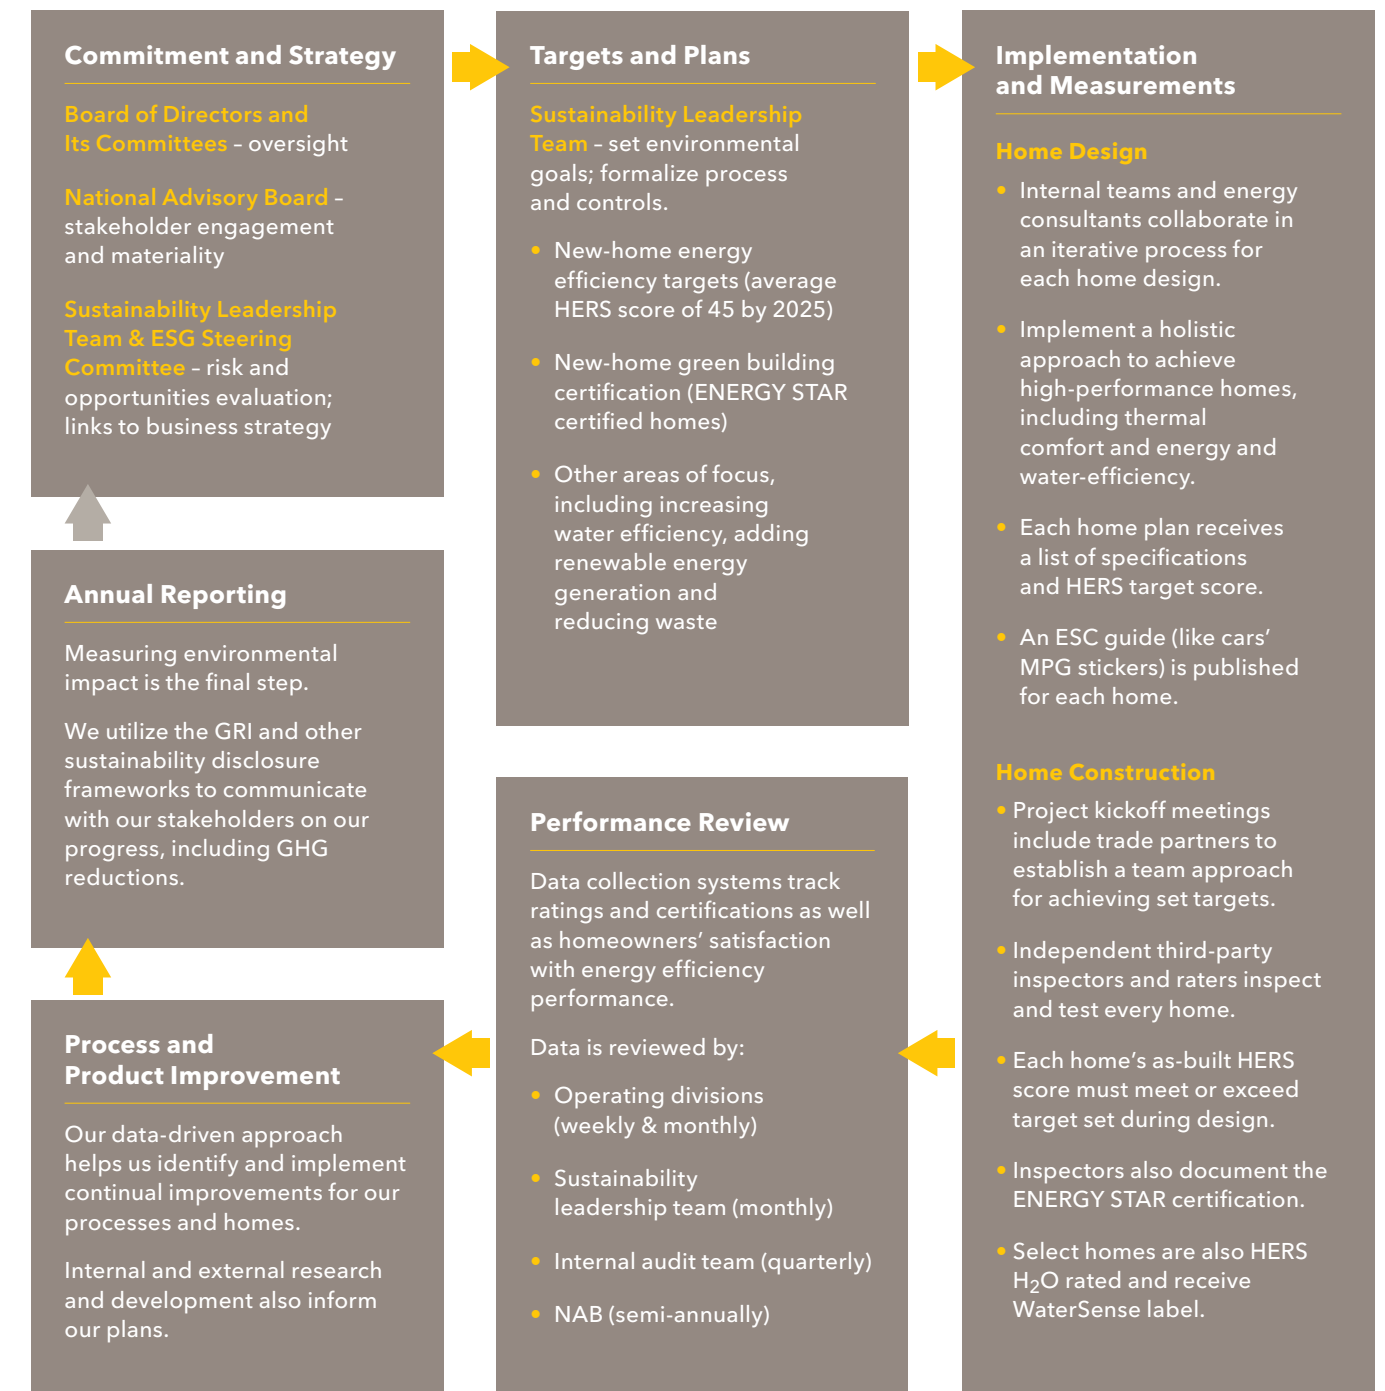 Commitment and Strategy
Board of Directors and
Its Committees – oversight
National Advisory Board –
stakeholder engagement
and materiality
Sustainability Leadership
Team & ESG Steering
Committee – risk and
opportunities evaluation;
links to business strategy
Targets and Plans
Sustainability Leadership
Team – set environmental
goals; formalize process
and controls.
• New-home energy
efficiency targets (average
HERS score of 45 by 2025)
• New-home green building
certification (ENERGY STAR
certified homes)
• Other areas of focus,
including increasing
water efficiency, adding
renewable energy
generation and
reducing waste
Implementation
and Measurements
Home Design
• Internal teams and energy
consultants collaborate in
an iterative process for
each home design.
• Implement a holistic
approach to achieve
high-performance homes,
including thermal
comfort and energy and
water-efficiency.
• Each home plan receives
a list of specifications
and HERS target score.
• An ESC guide (like cars’
MPG stickers) is published
for each home.
Home Construction
• Project kickoff meetings
include trade partners to
establish a team approach
for achieving set targets.
• Independent third-party
inspectors and raters inspect
and test every home.
• Each home’s as-built HERS
score must meet or exceed
target set during design.
• Inspectors also document the
ENERGY STAR certification.
• Select homes are also HERS
H₂O rated and receive
WaterSense label.
Performance Review
Data collection systems track
ratings and certifications as well
as homeowners’ satisfaction
with energy efficiency
performance.
Data is reviewed by:
• Operating divisions
(weekly & monthly)
• Sustainability
leadership team (monthly)
• Internal audit team (quarterly)
• NAB (semi-annually)
Process and
Product Improvement
Our data-driven approach
helps us identify and implement
continual improvements for our
processes and homes.
Internal and external research
and development also inform
our plans.
Annual Reporting
Measuring environmental
impact is the final step.
We utilize the GRI and other
sustainability disclosure
frameworks to communicate
with our stakeholders on our
progress, including GHG
reductions.